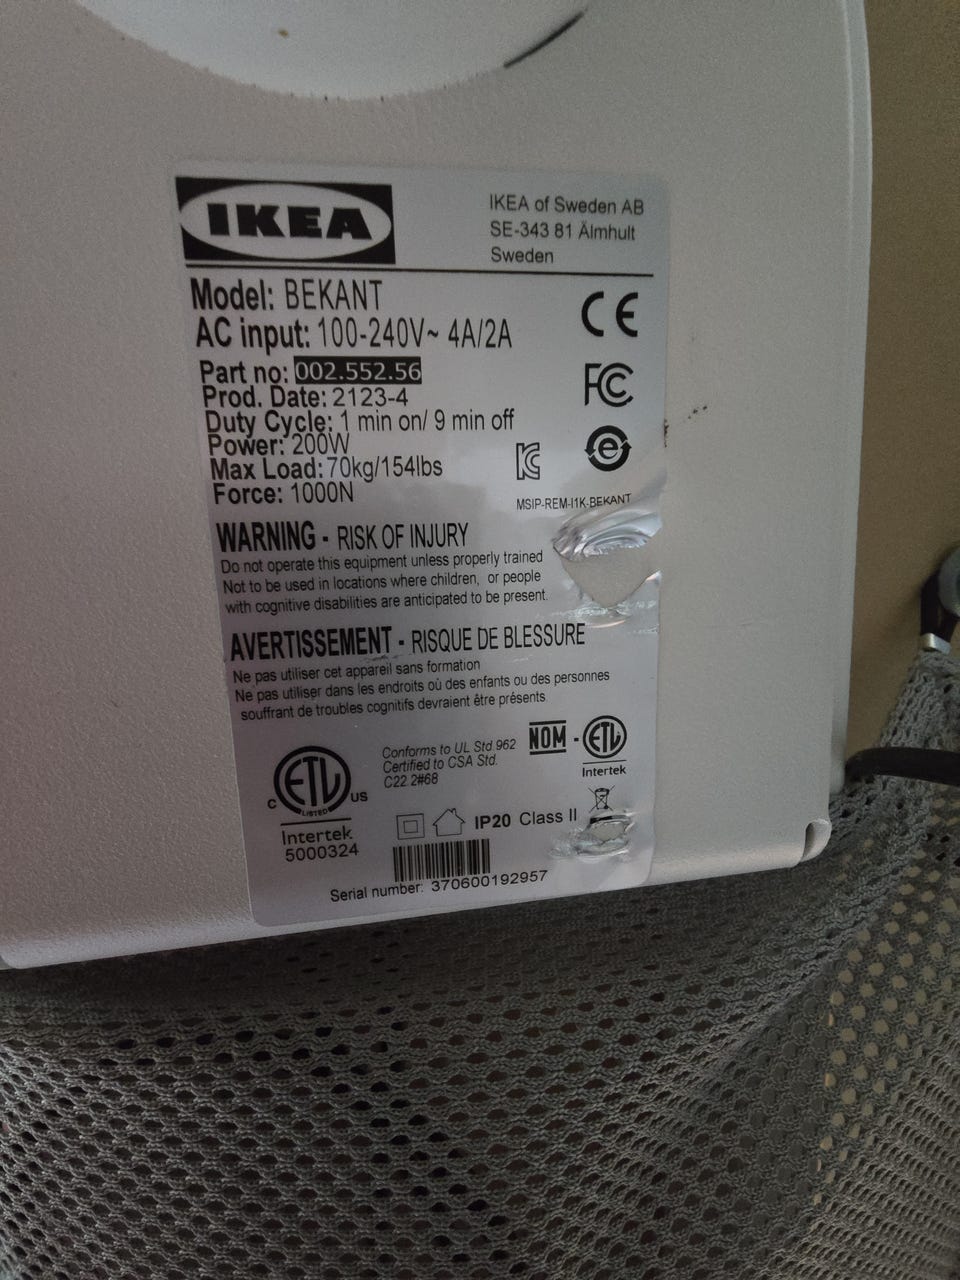 IKEA
IKEA of Sweden AB
SE-343 81 Älmhult
Sweden
Model: BEKANT
AC input: 100-240V~ 4A/2A
Part no: 002.552.56
Prod. Date: 2123-4
Duty Cycle: 1 min on/ 9 min off
Power: 200W
Max Load: 70kg/154lbs
Force: 1000N
CE
FC
e
MSIP-REM-I1K-BEKANT
WARNING - RISK OF INJURY
Do not operate this equipment unless properly trained
Not to be used in locations where children, or people
with cognitive disabilities are anticipated to be present.
AVERTISSEMENT - RISQUE DE BLESSURE
Ne pas utiliser cet appareil sans formation
Ne pas utiliser dans les endroits où des enfants ou des personnes
souffrant de troubles cognitifs devraient être présents.
C ETL US
LISTED
Intertek
5000324
Conforms to UL Std 962
Certified to CSA Std.
C22.2#68
NOM - ETL
Intertek
IP20 Class II
Serial number: 370600192957